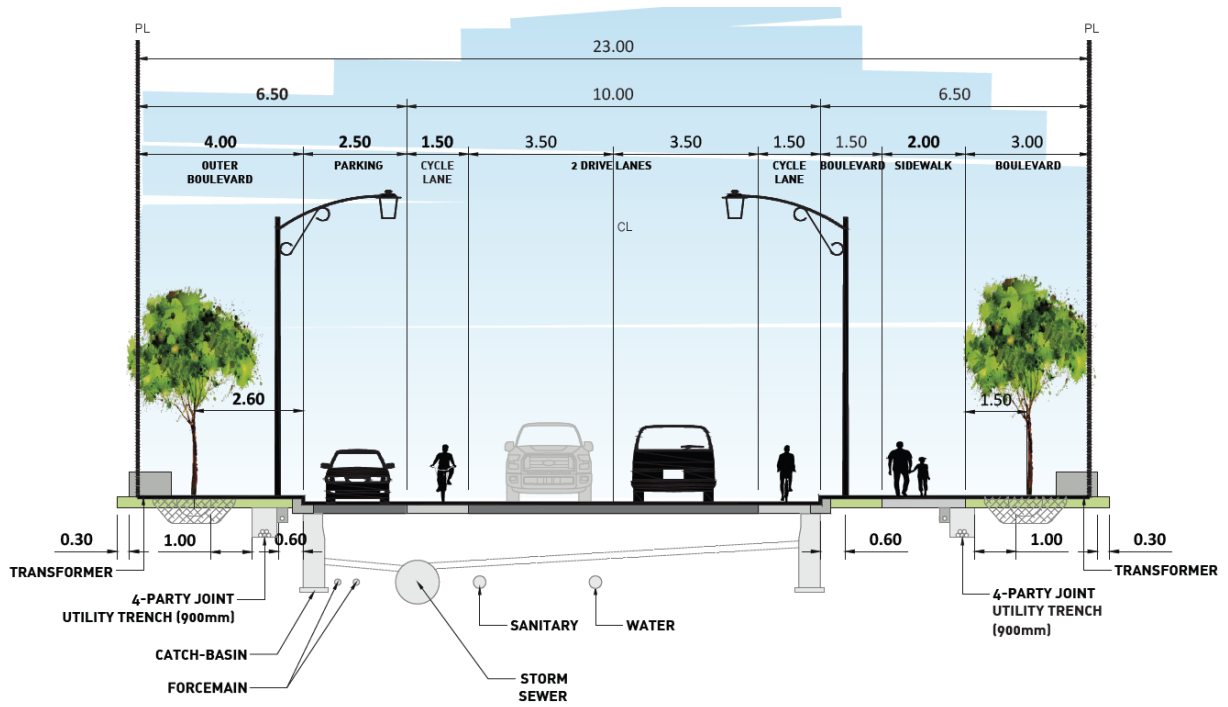 PL
PL
23.00
6.50
10.00
6.50
4.00
2.50
1.50
3.50
3.50
1.50
1.50
2.00
3.00
OUTER
BOULEVARD
PARKING
CYCLE
LANE
2 DRIVE LANES
CYCLE
LANE
BOULEVARD
SIDEWALK
BOULEVARD
CL
2.60
1.50
0.30
1.00
0.60
0.60
1.00
0.30
TRANSFORMER
TRANSFORMER
4-PARTY JOINT
UTILITY TRENCH (900mm)
4-PARTY JOINT
UTILITY TRENCH
(900mm)
SANITARY
WATER
CATCH-BASIN
FORCEMAIN
STORM
SEWER